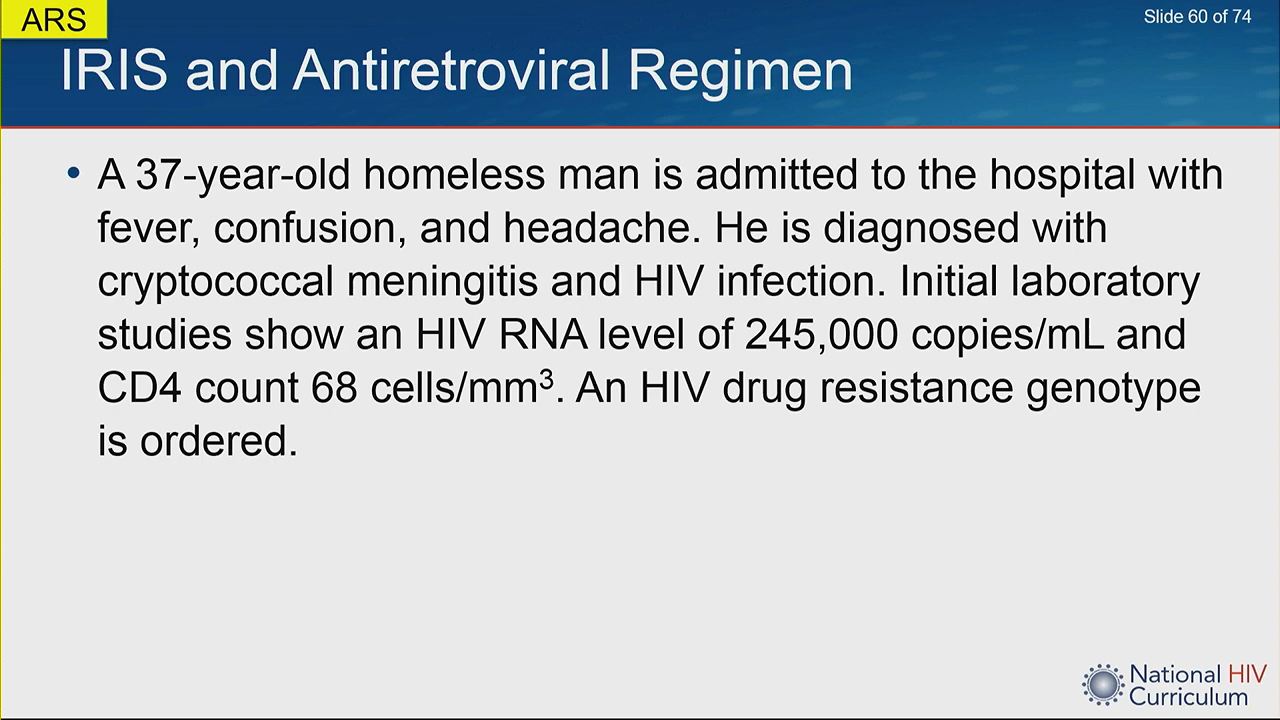 ARS
Slide 60 of 74
IRIS and Antiretroviral Regimen
• A 37-year-old homeless man is admitted to the hospital with
fever, confusion, and headache. He is diagnosed with
cryptococcal meningitis and HIV infection. Initial laboratory
studies show an HIV RNA level of 245,000 copies/mL and
CD4 count 68 cells/mm³. An HIV drug resistance genotype
is ordered.
National HIV
Curriculum